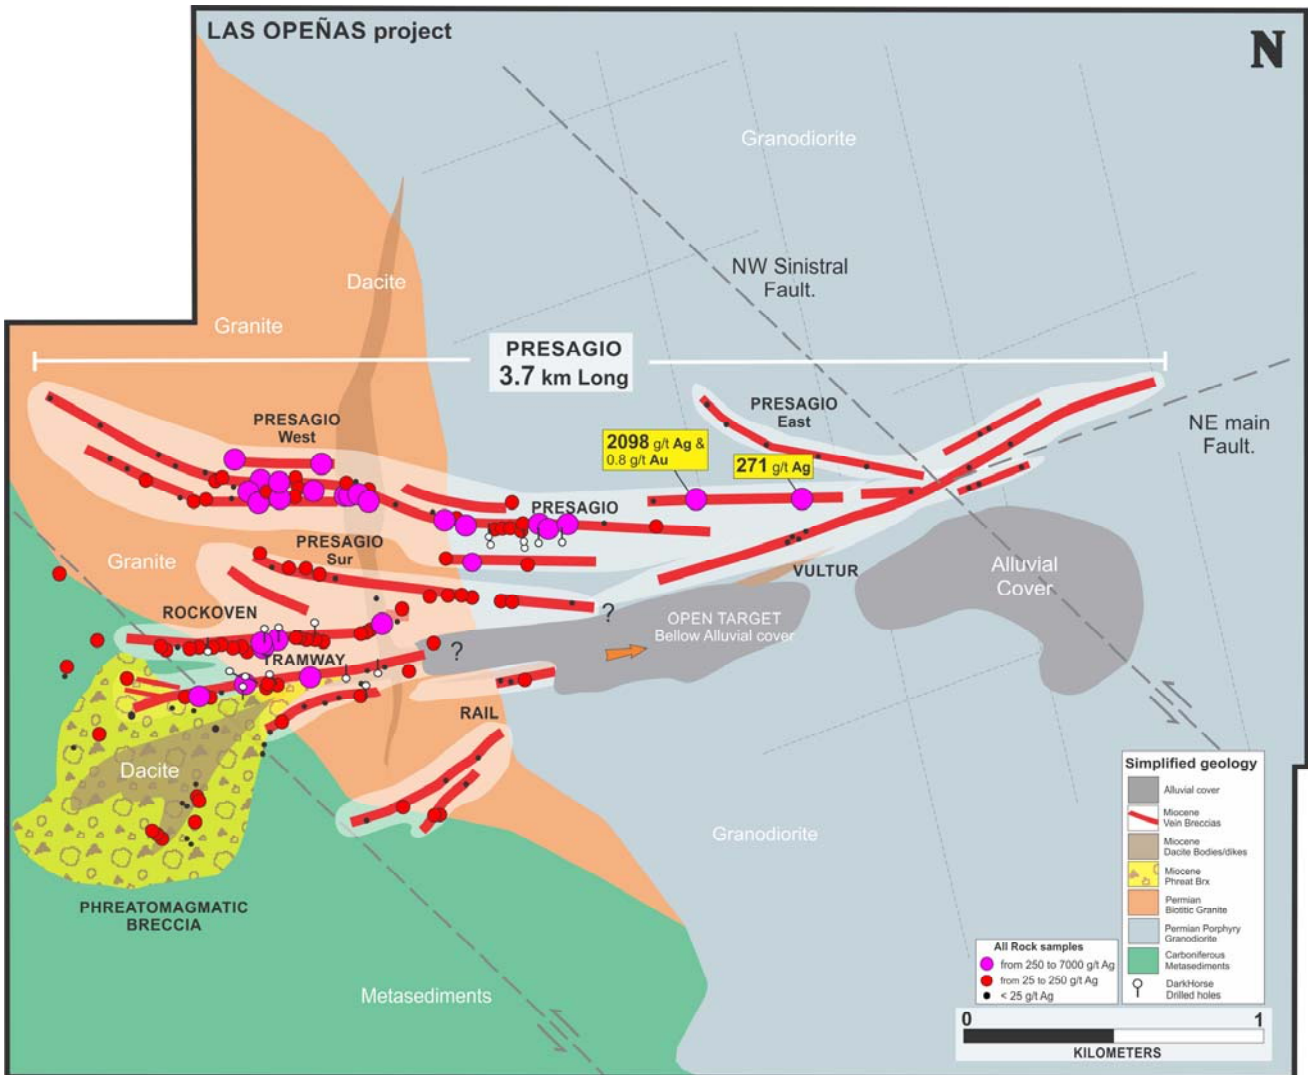 LAS OPEÑAS project
N
Granodiorite
Dacite
NW Sinistral
Fault.
Granite
PRESAGIO
3.7 km Long
PRESAGIO
West
PRESAGIO
East
NE main
Fault.
2098 g/t Ag &
0.8 g/t Au
271 g/t Ag
PRESAGIO
PRESAGIO
Sur
Granite
VULTUR
Alluvial
Cover
ROCKOVEN
?
OPEN TARGET
Bellow Alluvial cover
?
TRAMWAY
RAIL
Dacite
Granodiorite
PHREATOMAGMATIC
BRECCIA
Metasediments
Simplified geology
Alluvial cover
Miocene
Vein Breccias
Miocene
Dacite Bodies/dikes
Miocene
Phreat Brx
Permian
Biotitic Granite
Permian Porphyry
Granodiorite
Carboniferous
Metasediments
DarkHorse
Drilled holes
All Rock samples
from 250 to 7000 g/t Ag
from 25 to 250 g/t Ag
< 25 g/t Ag
0 1
KILOMETERS